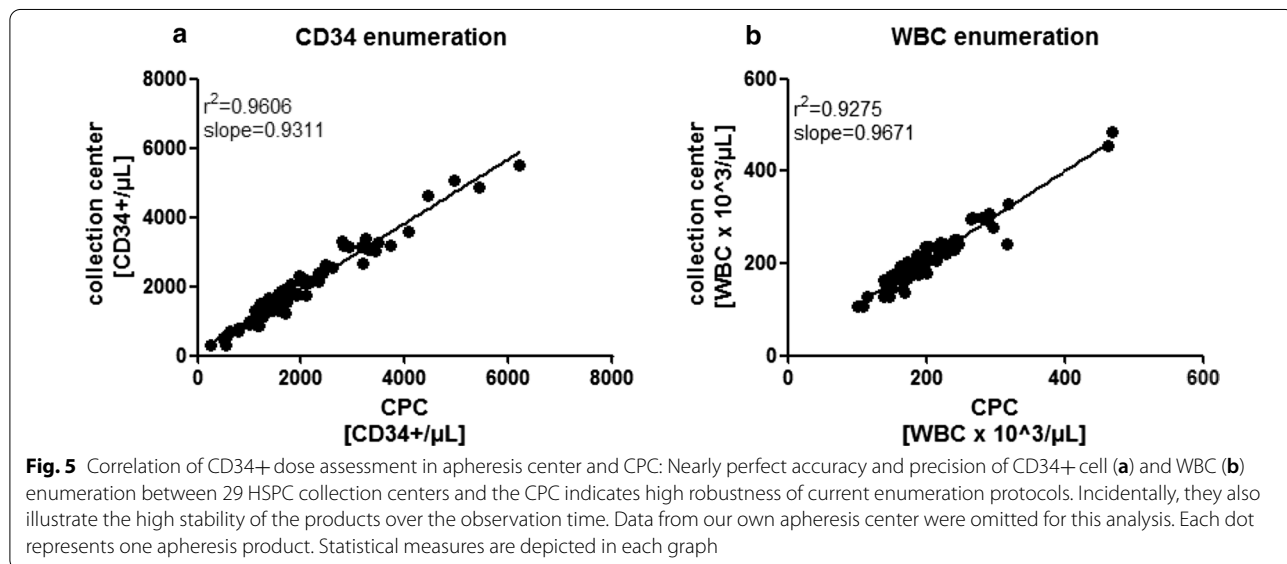 a CD34 enumeration
r²=0.9606
slope=0.9311
collection center
[CD34+/µL]
8000
6000
4000
2000
0
0 2000 4000 6000 8000
CPC
[CD34+/µL]
b WBC enumeration
r²=0.9275
slope=0.9671
collection center
[WBC x 10^3/µL]
600
400
200
0
0 200 400 600
CPC
[WBC x 10^3/µL]
Fig. 5 Correlation of CD34+ dose assessment in apheresis center and CPC: Nearly perfect accuracy and precision of CD34+ cell (a) and WBC (b)
enumeration between 29 HSPC collection centers and the CPC indicates high robustness of current enumeration protocols. Incidentally, they also
illustrate the high stability of the products over the observation time. Data from our own apheresis center were omitted for this analysis. Each dot
represents one apheresis product. Statistical measures are depicted in each graph